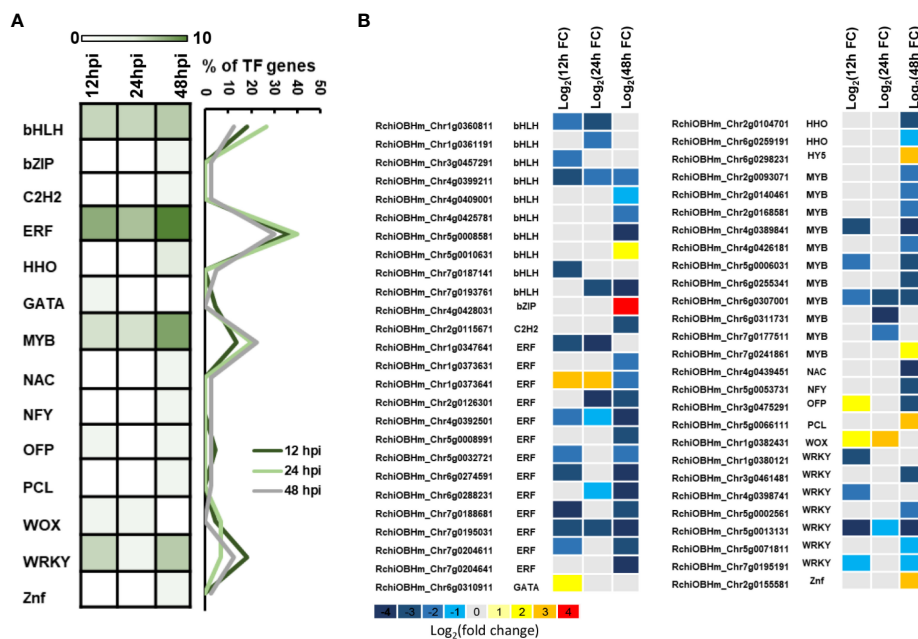 A
0 10
12hpi 24hpi 48hpi
% of TF genes
0 10 20 30 40 50
bHLH
bZIP
C2H2
ERF
HHO
GATA
MYB
NAC
NFY
OFP
PCL
WOX
WRKY
Znf
12 hpi
24 hpi
48 hpi
B
Log2(12h FC) Log2(24h FC) Log2(48h FC)
RchiOBHm_Chr1g0360811 bHLH
RchiOBHm_Chr1g0361191 bHLH
RchiOBHm_Chr3g0457291 bHLH
RchiOBHm_Chr4g0399211 bHLH
RchiOBHm_Chr4g0409001 bHLH
RchiOBHm_Chr4g0425781 bHLH
RchiOBHm_Chr5g0008581 bHLH
RchiOBHm_Chr5g0010631 bHLH
RchiOBHm_Chr7g0187141 bHLH
RchiOBHm_Chr7g0193761 bHLH
RchiOBHm_Chr4g0428031 bZIP
RchiOBHm_Chr2g0115671 C2H2
RchiOBHm_Chr1g0347641 ERF
RchiOBHm_Chr1g0373631 ERF
RchiOBHm_Chr1g0373641 ERF
RchiOBHm_Chr2g0126301 ERF
RchiOBHm_Chr4g0392501 ERF
RchiOBHm_Chr5g0008991 ERF
RchiOBHm_Chr5g0032721 ERF
RchiOBHm_Chr6g0274591 ERF
RchiOBHm_Chr6g0288231 ERF
RchiOBHm_Chr7g0188681 ERF
RchiOBHm_Chr7g0195031 ERF
RchiOBHm_Chr7g0204611 ERF
RchiOBHm_Chr7g0204641 ERF
RchiOBHm_Chr6g0310911 GATA
-4 -3 -2 -1 0 1 2 3 4
Log2(fold change)
Log2(12h FC) Log2(24h FC) Log2(48h FC)
RchiOBHm_Chr2g0104701 HHO
RchiOBHm_Chr6g0259191 HHO
RchiOBHm_Chr6g0298231 HY5
RchiOBHm_Chr2g0093071 MYB
RchiOBHm_Chr2g0140461 MYB
RchiOBHm_Chr2g0168581 MYB
RchiOBHm_Chr4g0389841 MYB
RchiOBHm_Chr4g0426181 MYB
RchiOBHm_Chr5g0006031 MYB
RchiOBHm_Chr6g0255341 MYB
RchiOBHm_Chr6g0307001 MYB
RchiOBHm_Chr6g0311731 MYB
RchiOBHm_Chr7g0177511 MYB
RchiOBHm_Chr7g0241861 MYB
RchiOBHm_Chr4g0439451 NAC
RchiOBHm_Chr5g0053731 NFY
RchiOBHm_Chr3g0475291 OFP
RchiOBHm_Chr5g0066111 PCL
RchiOBHm_Chr1g0382431 WOX
RchiOBHm_Chr1g0380121 WRKY
RchiOBHm_Chr3g0461481 WRKY
RchiOBHm_Chr4g0398741 WRKY
RchiOBHm_Chr5g0002561 WRKY
RchiOBHm_Chr5g0013131 WRKY
RchiOBHm_Chr5g0071811 WRKY
RchiOBHm_Chr7g0195191 WRKY
RchiOBHm_Chr2g0155581 Znf